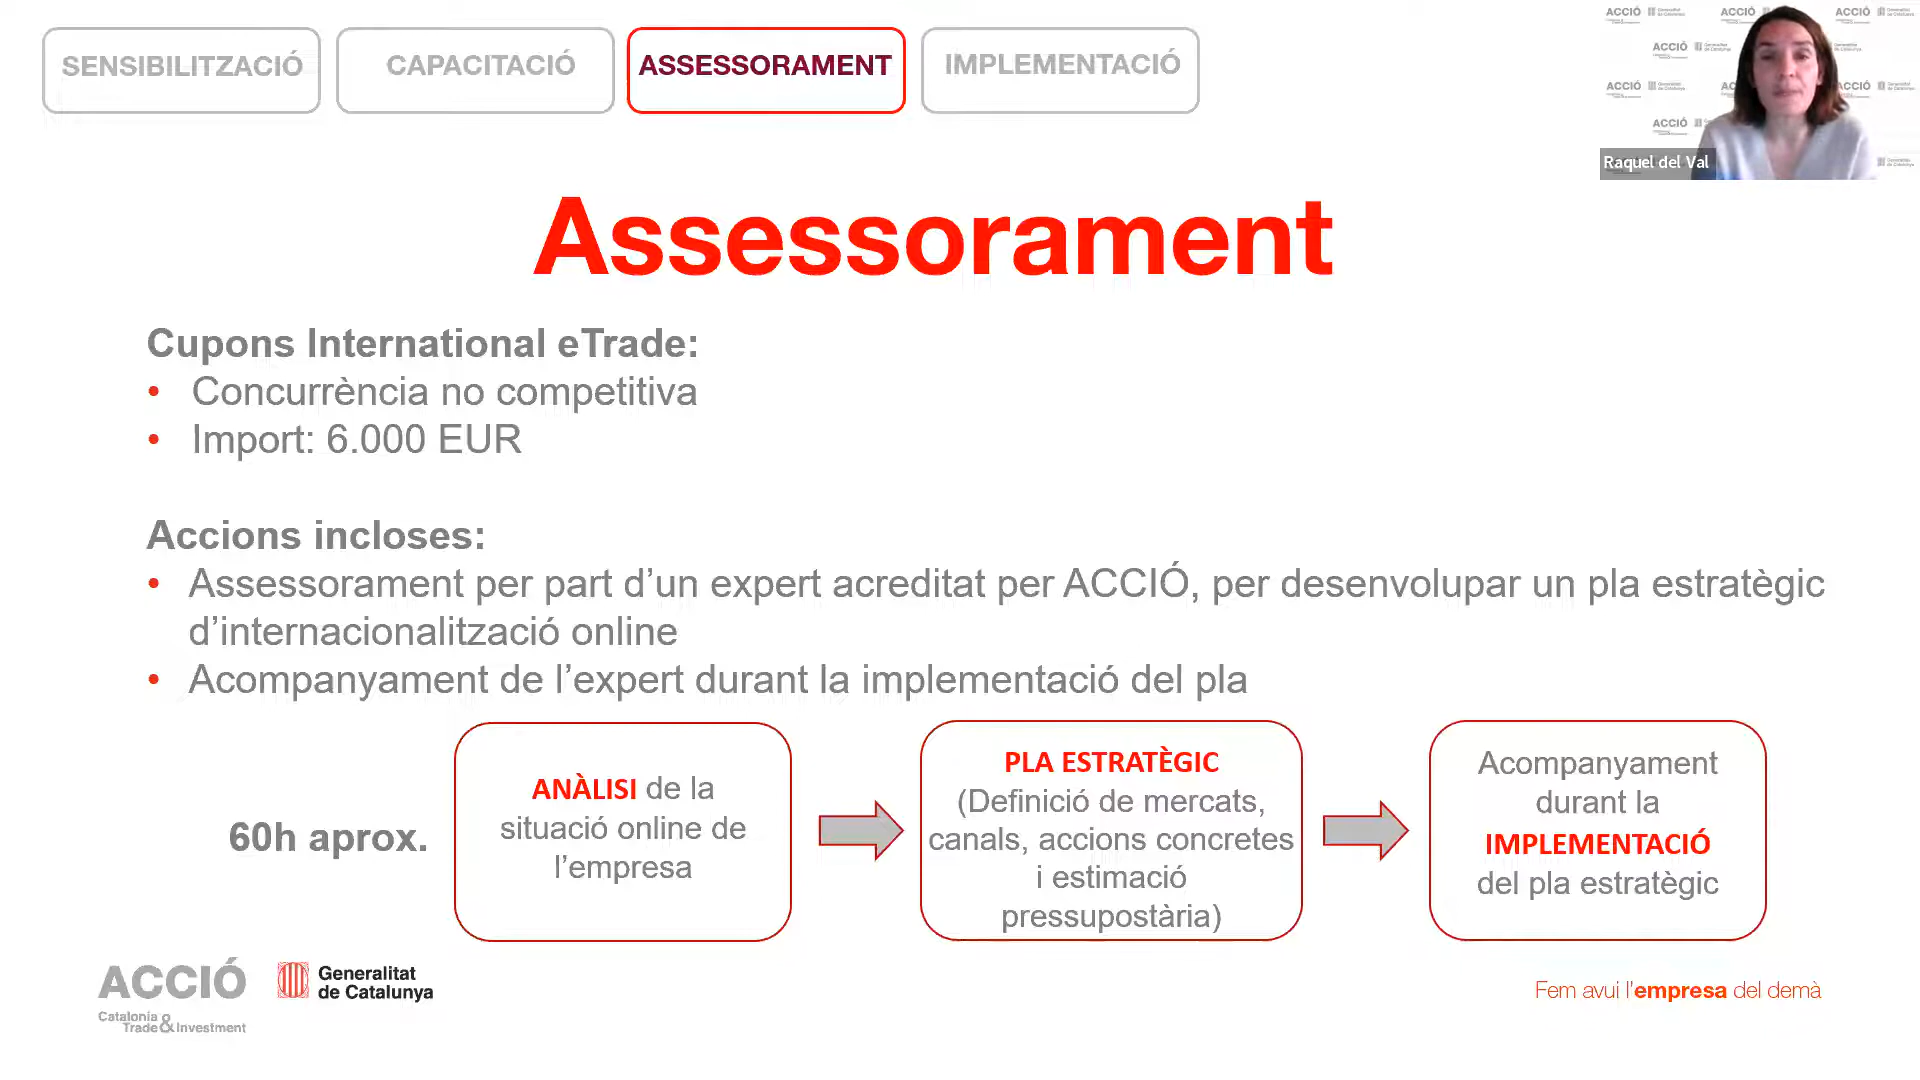 SENSIBILITZACIÓ
CAPACITACIÓ
ASSESSORAMENT
IMPLEMENTACIÓ
Raquel del Val
Assessorament
Cupons International eTrade:
• Concurrència no competitiva
• Import: 6.000 EUR
Accions incloses:
• Assessorament per part d’un expert acreditat per ACCIÓ, per desenvolupar un pla estratègic
d’internacionalització online
• Acompanyament de l’expert durant la implementació del pla
60h aprox.
ANÀLISI de la
situació online de
l’empresa
PLA ESTRATÈGIC
(Definició de mercats,
canals, accions concretes
i estimació
pressupostària)
Acompanyament
durant la
IMPLEMENTACIÓ
del pla estratègic
ACCIÓ
Catalonia
Trade & Investment
Generalitat
de Catalunya
Fem avui l’empresa del demà